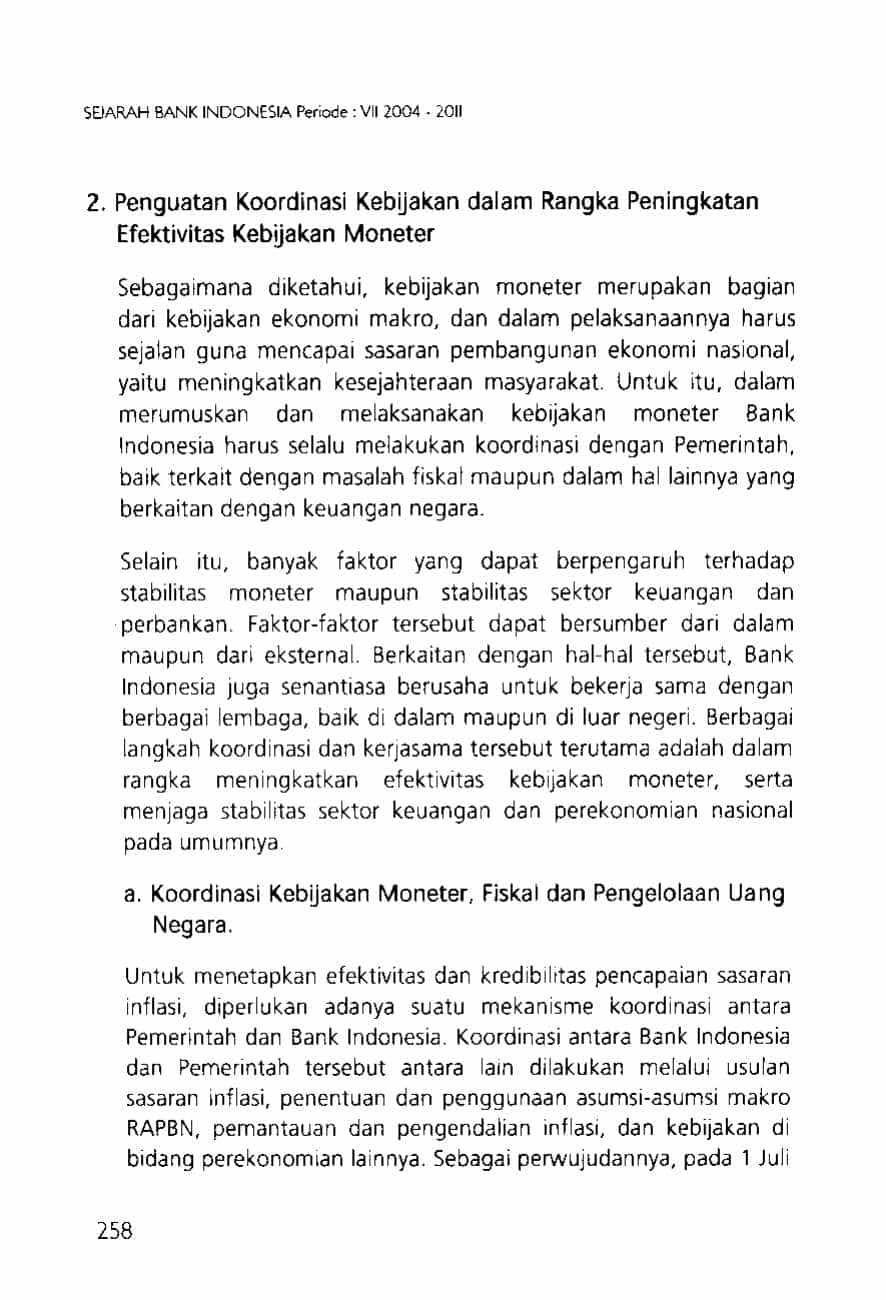 SEJARAH BANK INDONESIA Periode : VII 2004 - 2011
2. Penguatan Koordinasi Kebijakan dalam Rangka Peningkatan
Efektivitas Kebijakan Moneter
Sebagaimana diketahui, kebijakan moneter merupakan bagian
dari kebijakan ekonomi makro, dan dalam pelaksanaannya harus
sejalan guna mencapai sasaran pembangunan ekonomi nasional,
yaitu meningkatkan kesejahteraan masyarakat. Untuk itu, dalam
merumuskan dan melaksanakan kebijakan moneter Bank
Indonesia harus selalu melakukan koordinasi dengan Pemerintah,
baik terkait dengan masalah fiskal maupun dalam hal lainnya yang
berkaitan dengan keuangan negara.
Selain itu, banyak faktor yang dapat berpengaruh terhadap
stabilitas moneter maupun stabilitas sektor keuangan dan
perbankan. Faktor-faktor tersebut dapat bersumber dari dalam
maupun dari eksternal. Berkaitan dengan hal-hal tersebut, Bank
Indonesia juga senantiasa berusaha untuk bekerja sama dengan
berbagai lembaga, baik di dalam maupun di luar negeri. Berbagai
langkah koordinasi dan kerjasama tersebut terutama adalah dalam
rangka meningkatkan efektivitas kebijakan moneter, serta
menjaga stabilitas sektor keuangan dan perekonomian nasional
pada umumnya.
a. Koordinasi Kebijakan Moneter, Fiskal dan Pengelolaan Uang
Negara.
Untuk menetapkan efektivitas dan kredibilitas pencapaian sasaran
inflasi, diperlukan adanya suatu mekanisme koordinasi antara
Pemerintah dan Bank Indonesia. Koordinasi antara Bank Indonesia
dan Pemerintah tersebut antara lain dilakukan melalui usulan
sasaran inflasi, penentuan dan penggunaan asumsi-asumsi makro
RAPBN, pemantauan dan pengendalian inflasi, dan kebijakan di
bidang perekonomian lainnya. Sebagai perwujudannya, pada 1 Juli
258